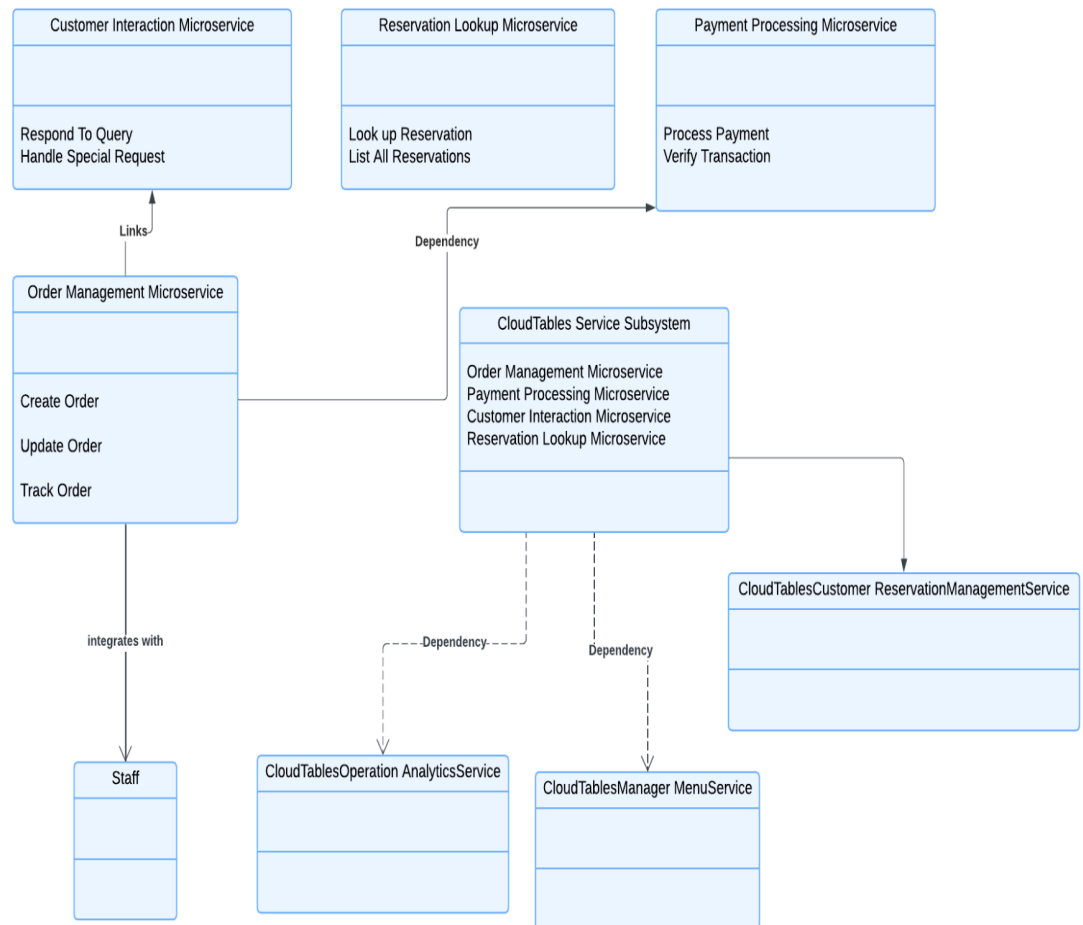 Customer Interaction Microservice
Respond To Query
Handle Special Request
Reservation Lookup Microservice
Look up Reservation
List All Reservations
Payment Processing Microservice
Process Payment
Verify Transaction
Links
Dependency
Order Management Microservice
Create Order
Update Order
Track Order
CloudTables Service Subsystem
Order Management Microservice
Payment Processing Microservice
Customer Interaction Microservice
Reservation Lookup Microservice
CloudTablesCustomer ReservationManagementService
integrates with
Dependency
Dependency
Staff
CloudTablesOperation AnalyticsService
CloudTablesManager MenuService